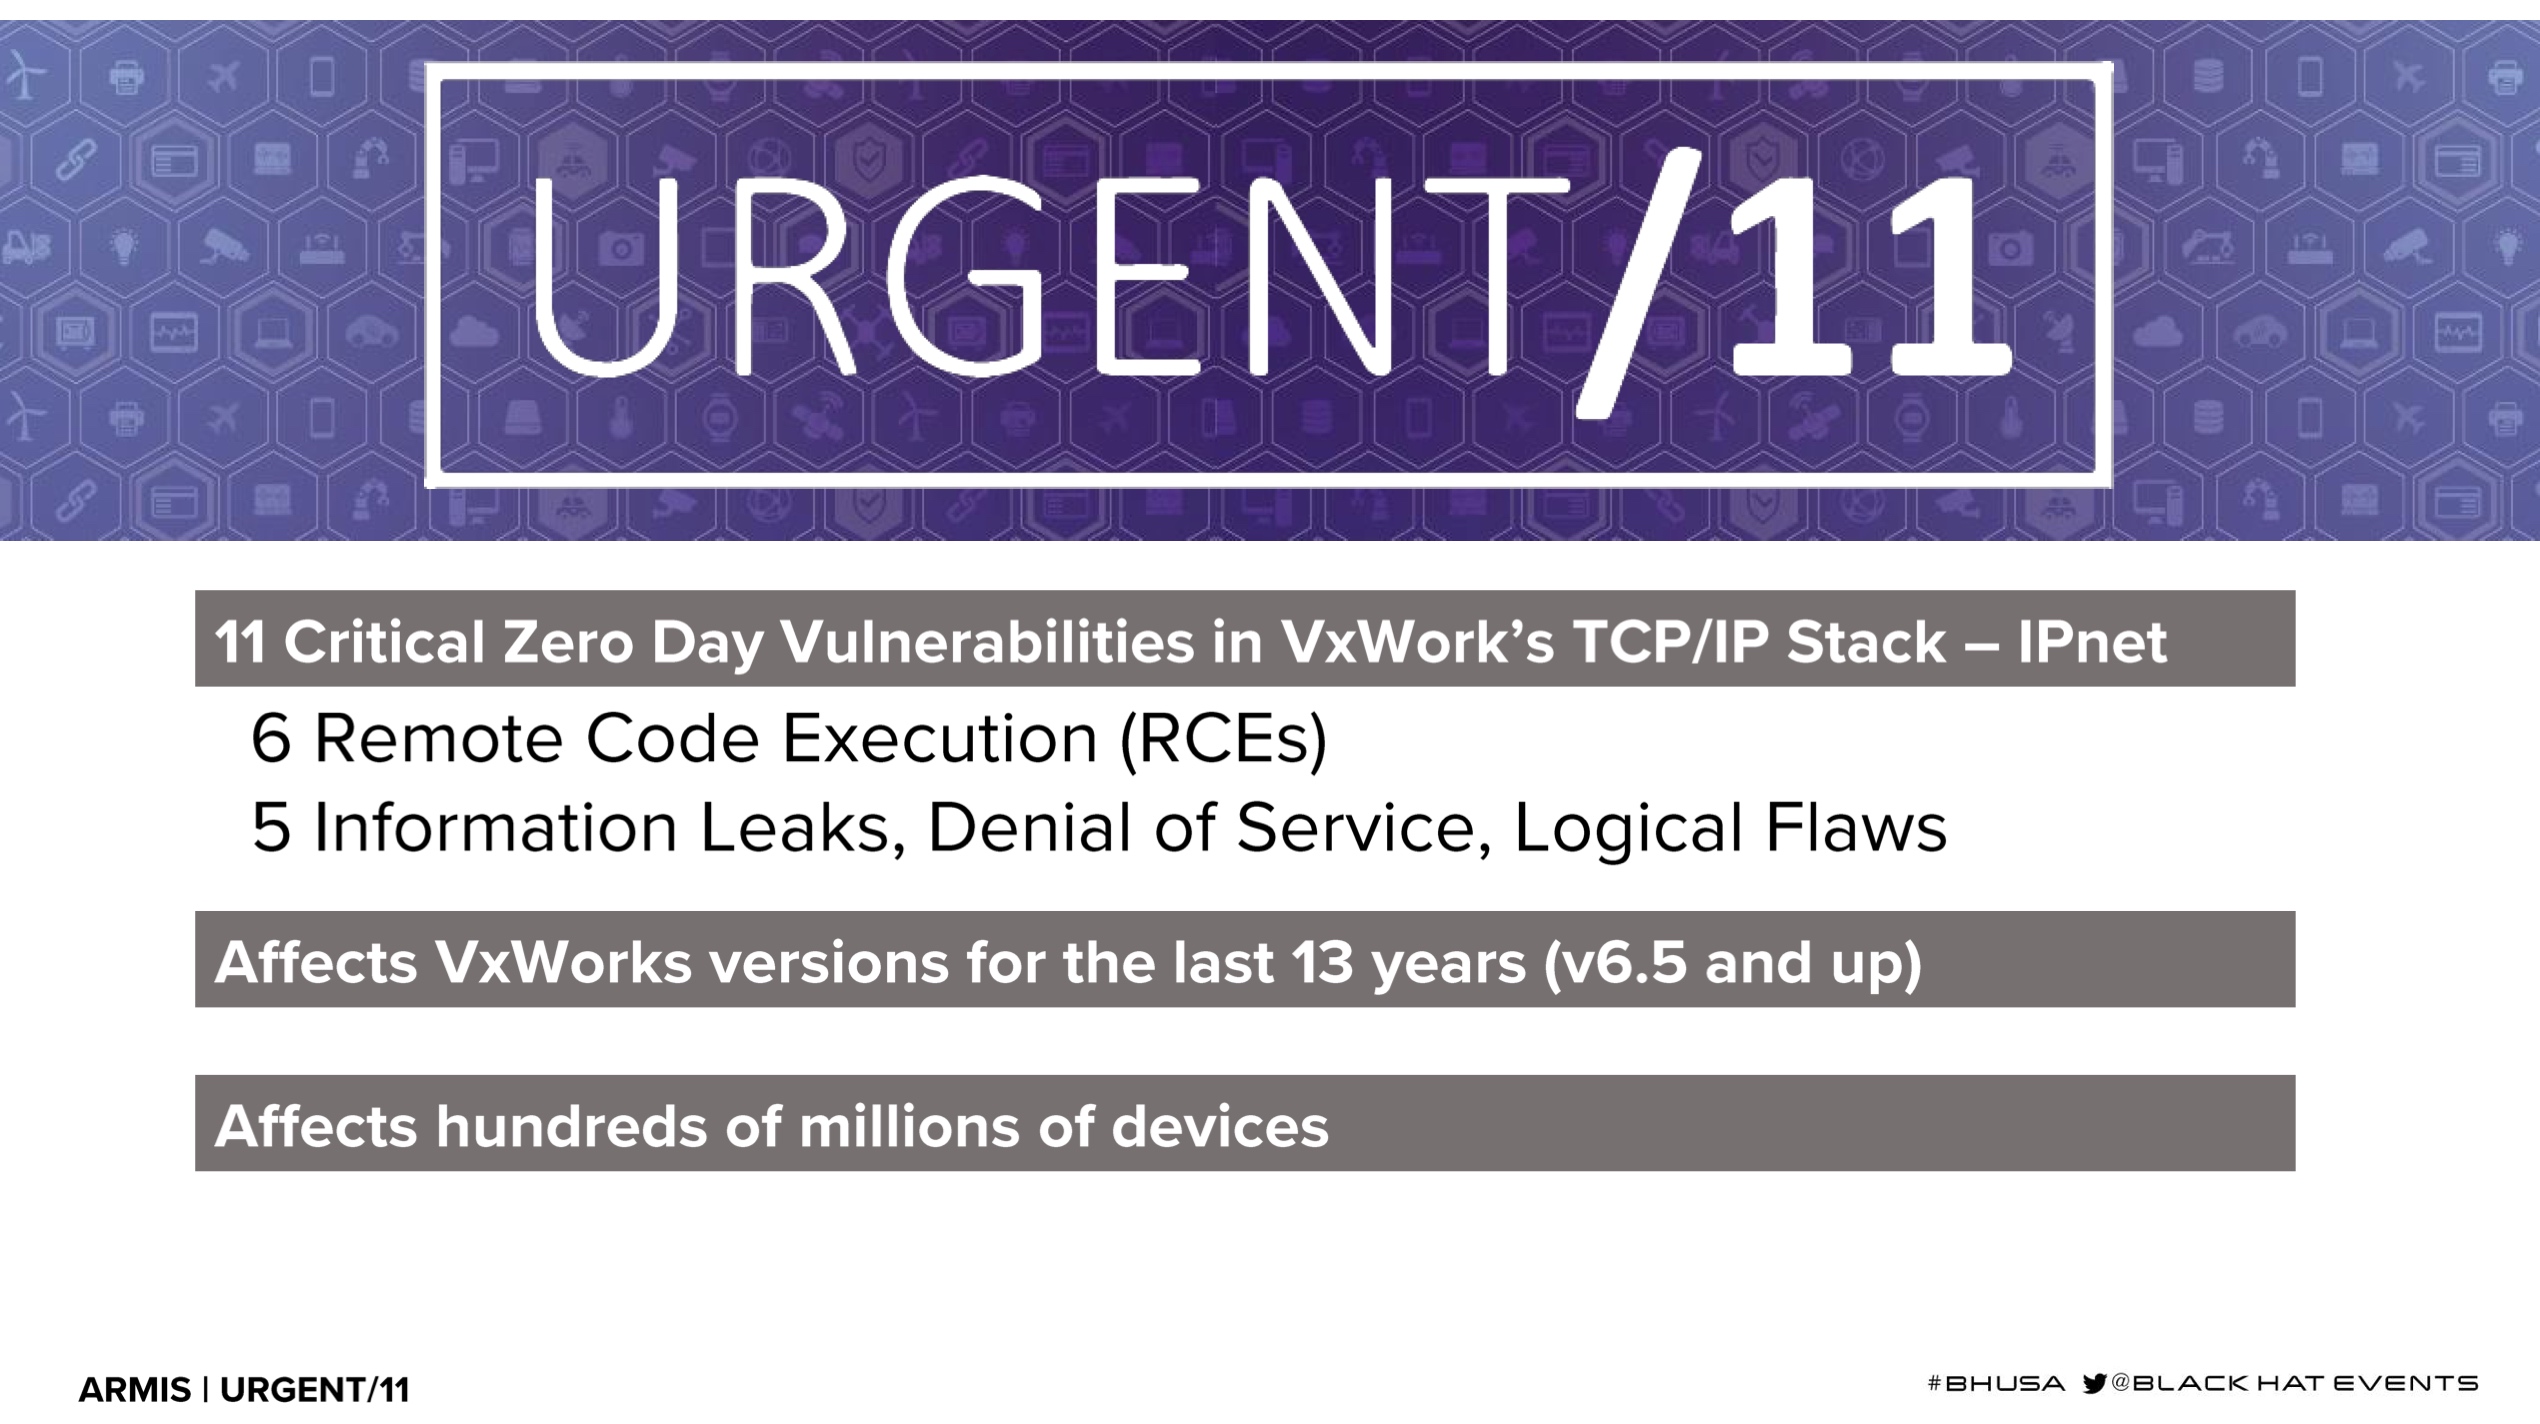 URGENT/11
11 Critical Zero Day Vulnerabilities in VxWork’s TCP/IP Stack – IPnet
6 Remote Code Execution (RCEs)
5 Information Leaks, Denial of Service, Logical Flaws
Affects VxWorks versions for the last 13 years (v6.5 and up)
Affects hundreds of millions of devices
ARMIS | URGENT/11
#BHUSA @BLACK HAT EVENTS